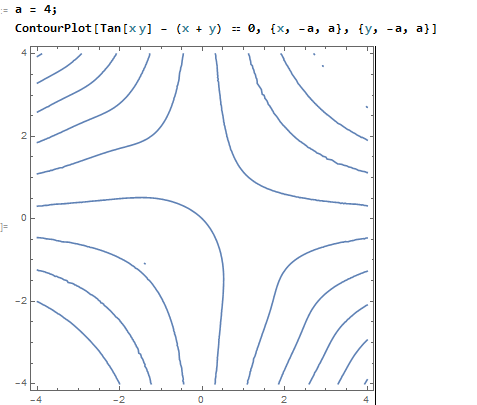 := a = 4;
ContourPlot[Tan[x y] - (x + y) == 0, {x, -a, a}, {y, -a, a}]
4
2
]=
0
-2
-4
-4 -2 0 2 4